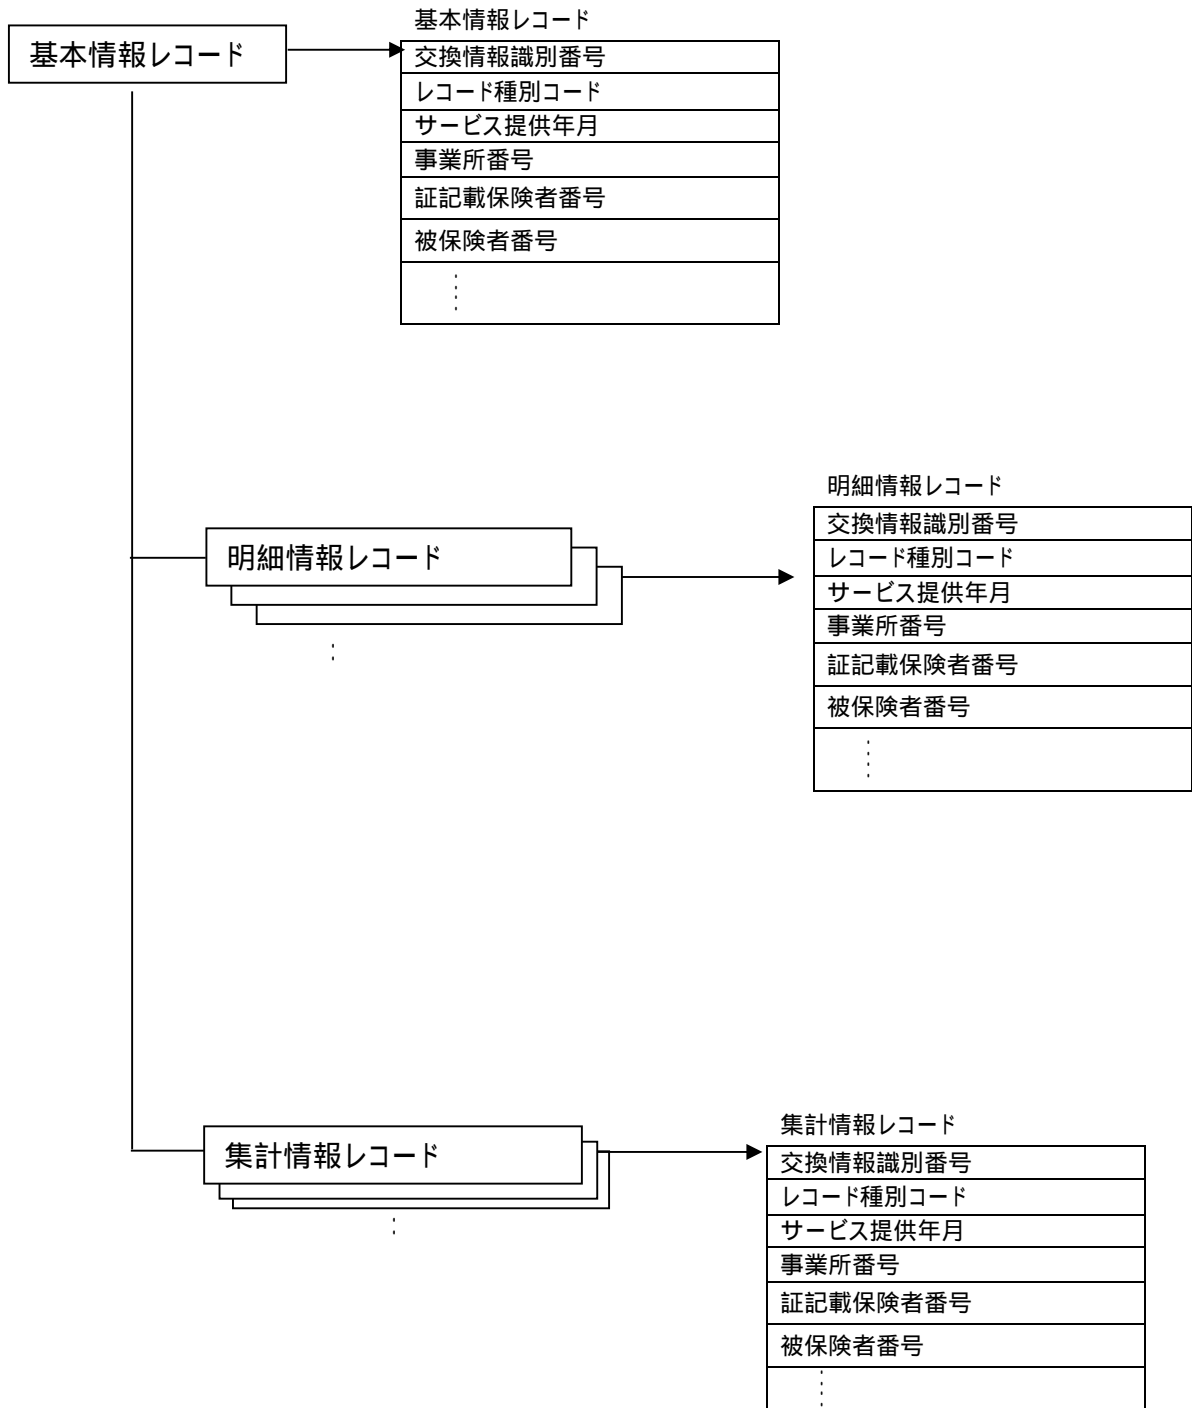 基本情報レコード
基本情報レコード
交換情報識別番号
レコード種別コード
サービス提供年月
事業所番号
証記載保険者番号
被保険者番号
明細情報レコード
明細情報レコード
交換情報識別番号
レコード種別コード
サービス提供年月
事業所番号
証記載保険者番号
被保険者番号
集計情報レコード
集計情報レコード
交換情報識別番号
レコード種別コード
サービス提供年月
事業所番号
証記載保険者番号
被保険者番号